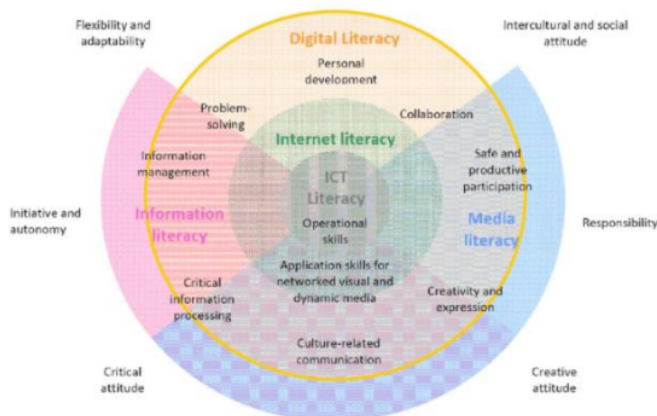 Flexibility and
adaptability
Intercultural and social
attitude
Digital Literacy
Personal
development
Problem-
solving
Collaboration
Internet literacy
Information
management
Safe and
productive
participation
ICT
Literacy
Initiative and
autonomy
Information
literacy
Operational
skills
Media
literacy
Responsibility
Application skills for
networked visual and
dynamic media
Critical
information
processing
Creativity and
expression
Culture-related
communication
Critical
attitude
Creative
attitude